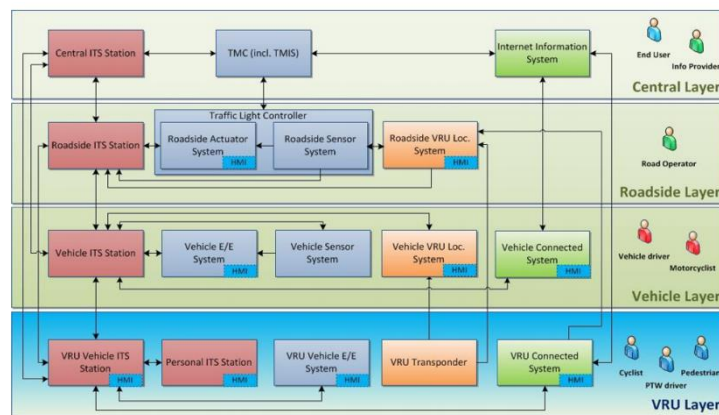 Central ITS Station
TMC (incl. TMIS)
Internet Information
System
End User
Info Provider
Central Layer
Traffic Light Controller
Roadside ITS Station
Roadside Actuator
System
HMI
Roadside Sensor
System
Roadside VRU Loc.
System
HMI
Road Operator
Roadside Layer
Vehicle ITS Station
Vehicle E/E
System
HMI
Vehicle Sensor
System
Vehicle VRU Loc.
System
HMI
Vehicle Connected
System
HMI
Vehicle driver
Motorcyclist
Vehicle Layer
VRU Vehicle ITS
Station
HMI
Personal ITS Station
HMI
VRU Vehicle E/E
System
HMI
VRU Transponder
VRU Connected
System
HMI
Cyclist
PTW driver
Pedestrian
VRU Layer